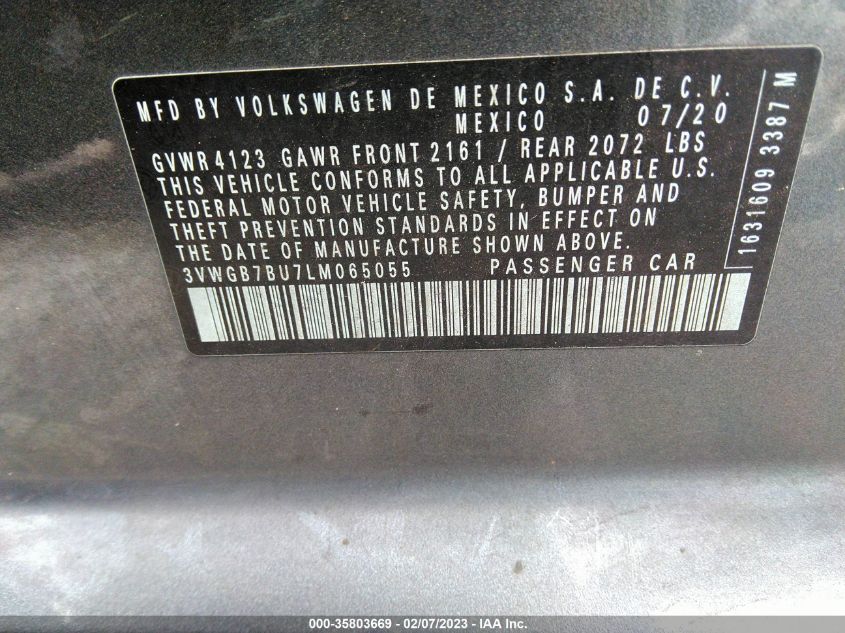 MFD BY VOLKSWAGEN DE MEXICO S.A. DE C.V.
MEXICO 07/20
GVWR 4123 GAWR FRONT 2161 / REAR 2072 LBS
THIS VEHICLE CONFORMS TO ALL APPLICABLE U.S.
FEDERAL MOTOR VEHICLE SAFETY, BUMPER AND
THEFT PREVENTION STANDARDS IN EFFECT ON
THE DATE OF MANUFACTURE SHOWN ABOVE.
3VWGB7BU7LM065055 PASSENGER CAR
1631609 3387 M
000-35803669 - 02/07/2023 - IAA Inc.